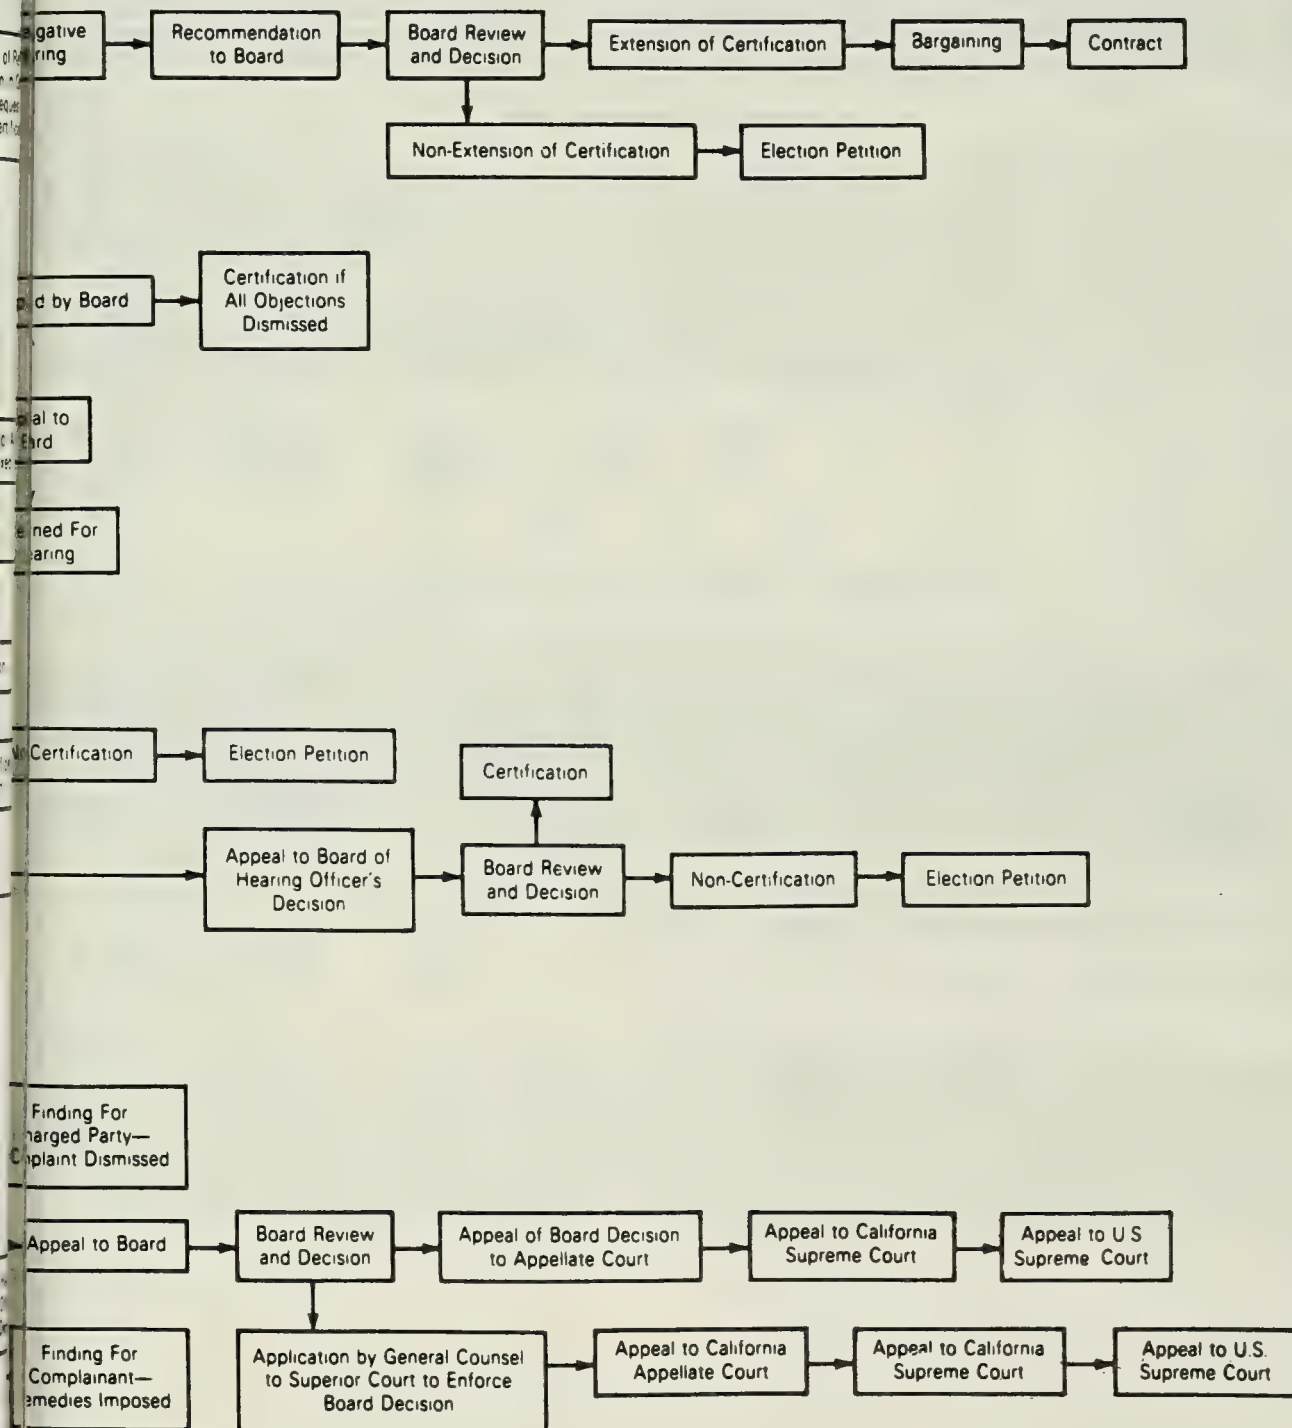 Recommendation
to Board
Board Review
and Decision
Extension of Certification
Bargaining
Contract
Non-Extension of Certification
Election Petition
d by Board
Certification if
All Objections
Dismissed
al to
ned For
Certification
Election Petition
Certification
Appeal to Board of
Hearing Officer's
Decision
Board Review
and Decision
Non-Certification
Election Petition
Finding For
Party—
Dismissed
Appeal to Board
Board Review
and Decision
Appeal of Board Decision
to Appellate Court
Appeal to California
Supreme Court
Appeal to U S
Supreme Court
Finding For
Complainant—
Imposed
Application by General Counsel
to Superior Court to Enforce
Board Decision
Appeal to California
Appellate Court
Appeal to California
Supreme Court
Appeal to U.S.
Supreme Court